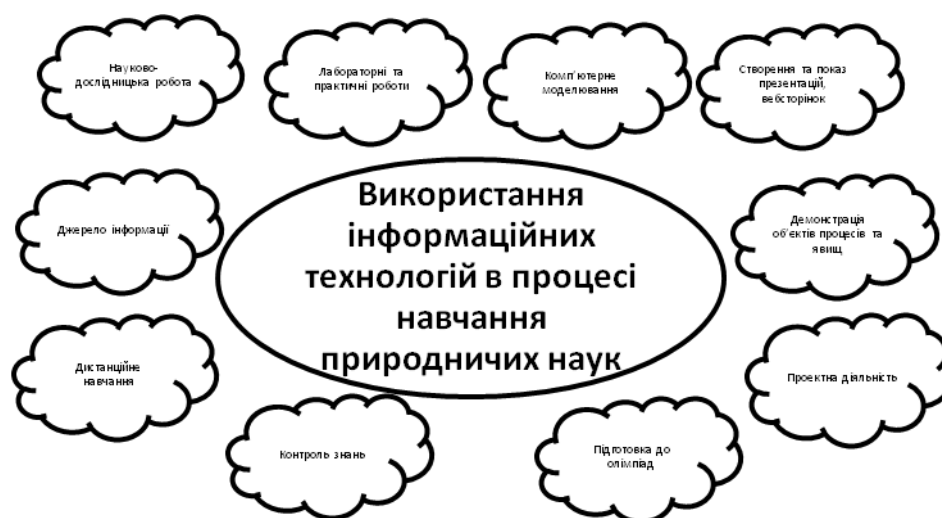 Науково-
дослідницька робота
Лабораторні та
практичні роботи
Комп'ютерне
моделювання
Створення та показ
презентацій,
вебсторінок
Використання
інформаційних
технологій в процесі
навчання
природничих наук
Джерело інформації
Демонстрація
об'єктів процесів та
явищ
Дистанційне
навчання
Проектна діяльність
Контроль знань
Підготовка до
олімпіад